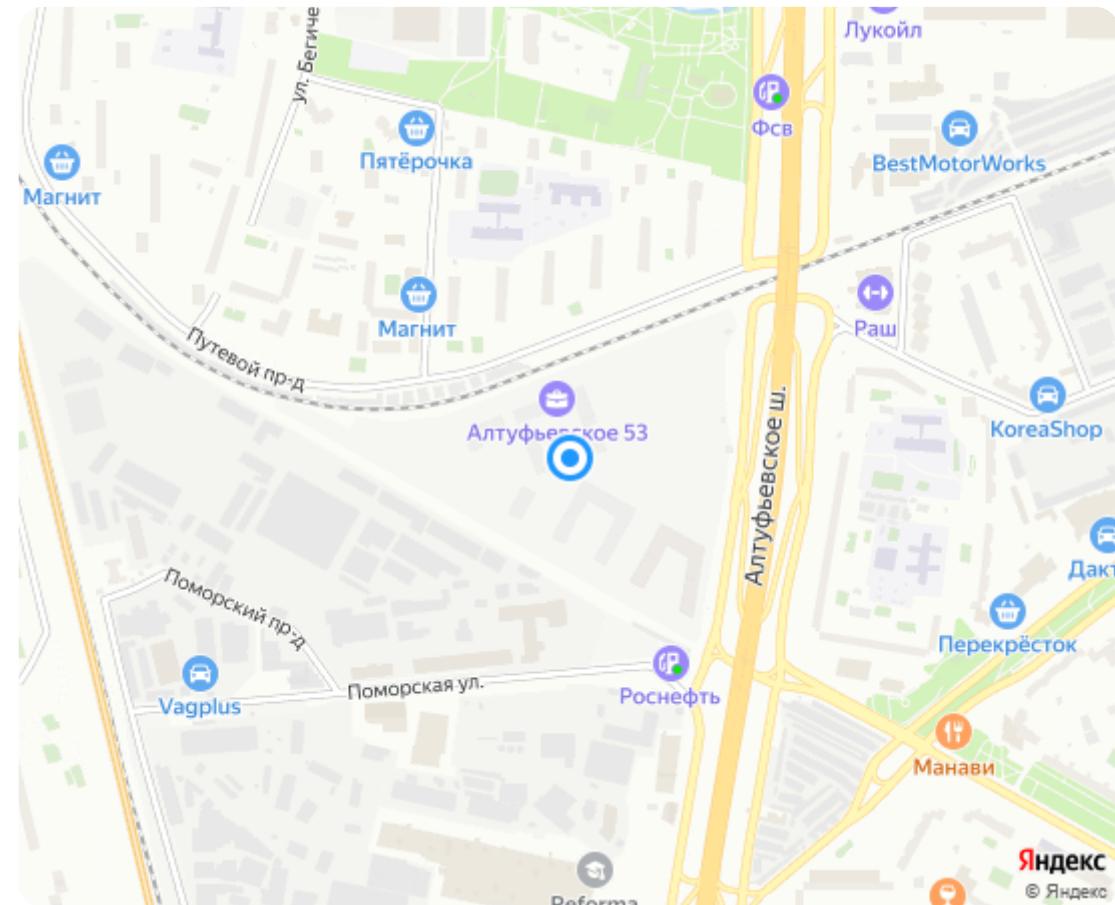 Лукойл
ул. Бегиче
Фсв
Пятёрочка
BestMotorWorks
Магнит
Магнит
Раш
Путевой пр-д
Алтуфьевское 53
KoreaShop
Алтуфьевское ш.
Дакт
Поморский пр-д
Перекрёсток
Поморская ул.
Роснефть
Vagplus
Манави
Яндекс
© Яндекс
Reforma